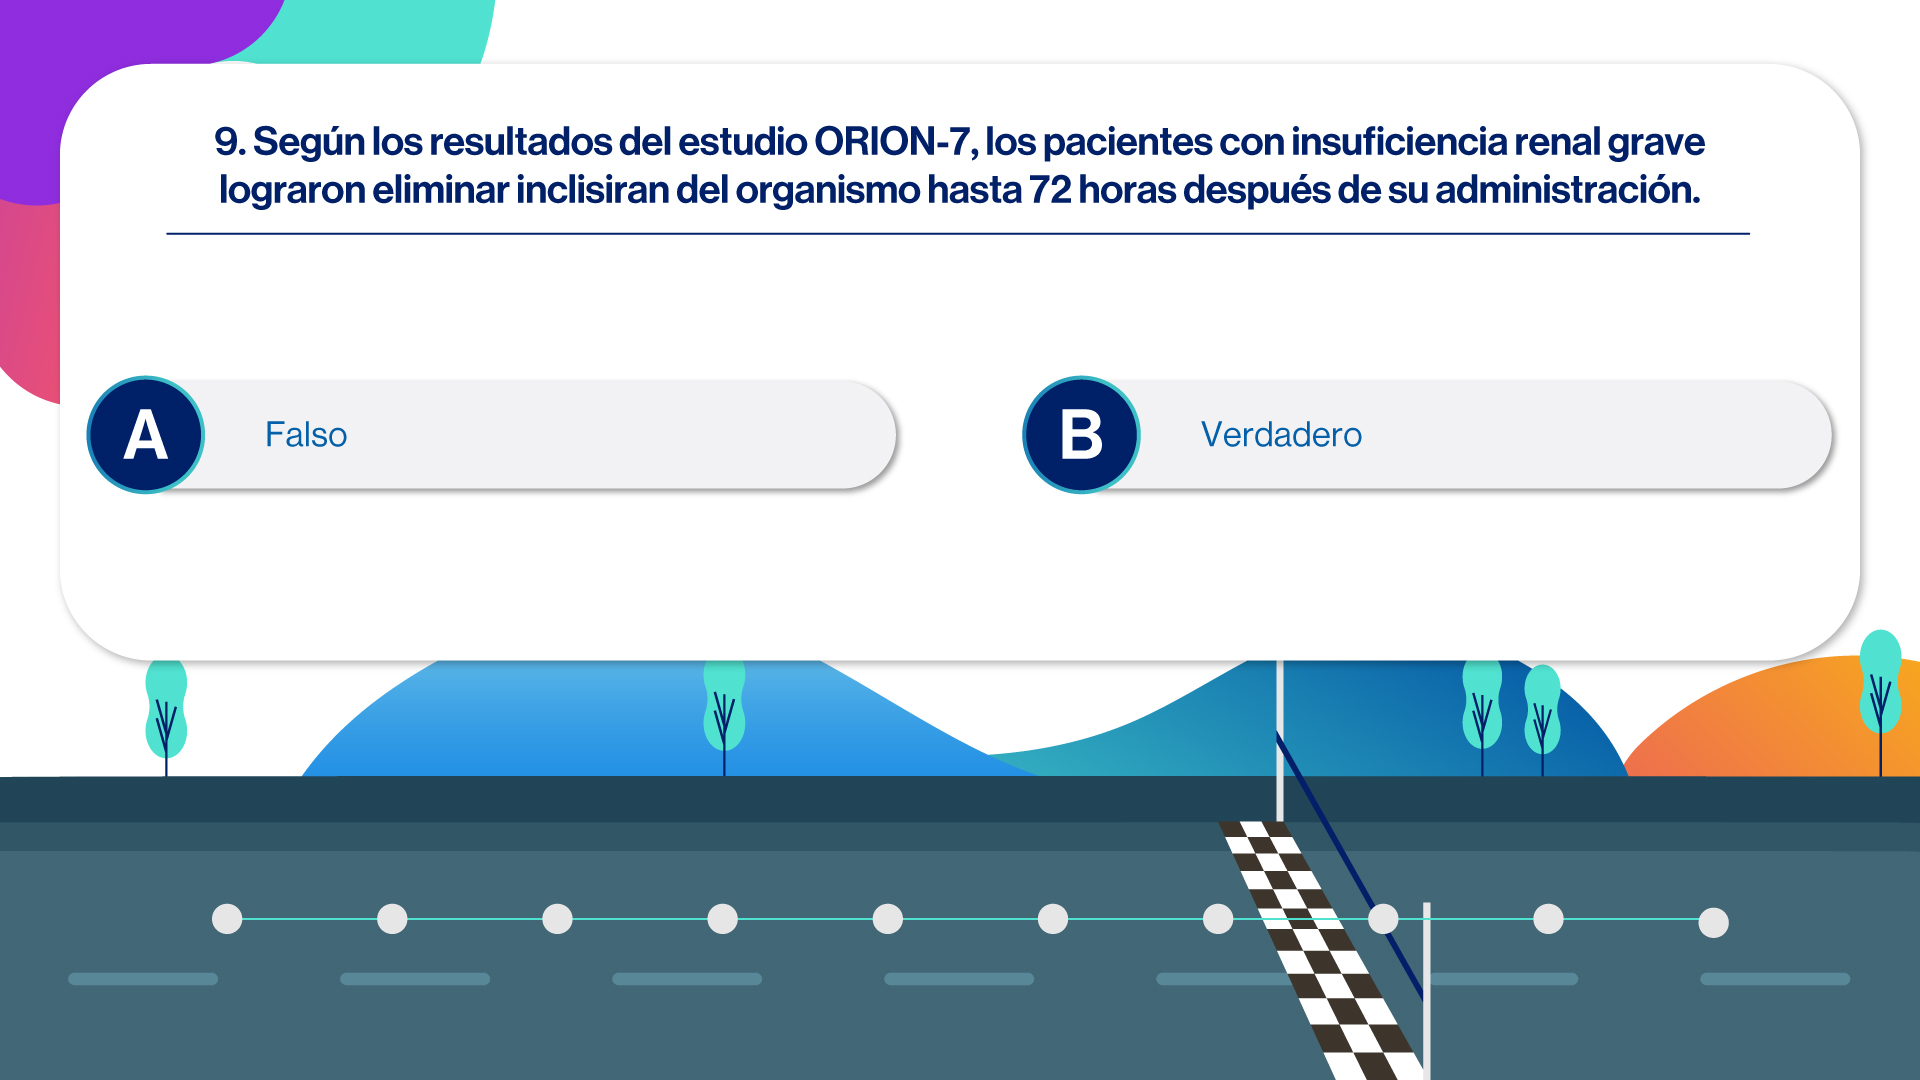 9. Según los resultados del estudio ORION-7, los pacientes con insuficiencia renal grave
lograron eliminar inclisiran del organismo hasta 72 horas después de su administración.
A Falso
B Verdadero